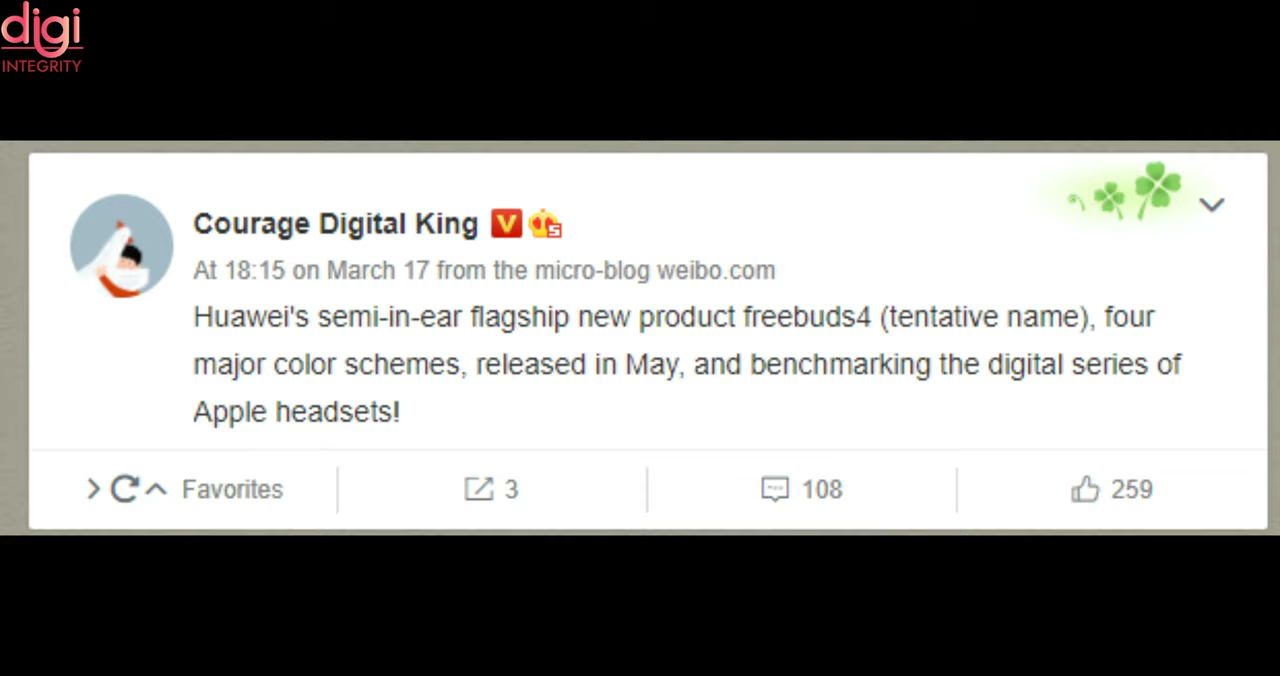 digi
INTEGRITY
Courage Digital King V 5
At 18:15 on March 17 from the micro-blog weibo.com
Huawei's semi-in-ear flagship new product freebuds4 (tentative name), four
major color schemes, released in May, and benchmarking the digital series of
Apple headsets!
Favorites 3 108 259